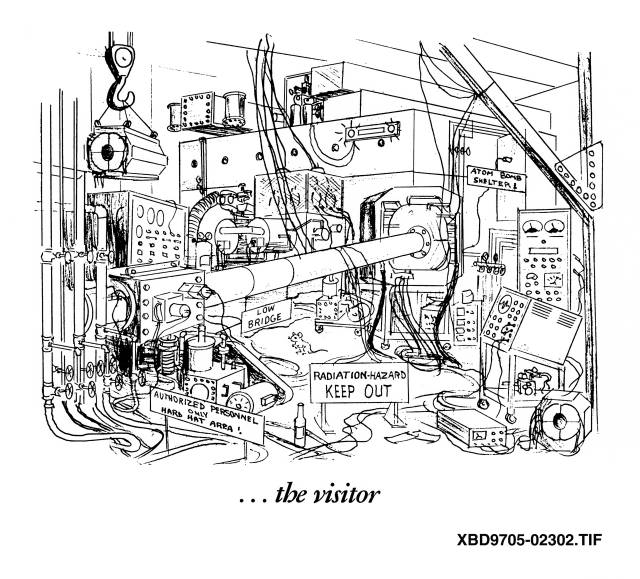 ATOM BOMB
SHELTER!
LOW
BRIDGE
RADIATION-HAZARD
KEEP OUT
AUTHORIZED PERSONNEL
ONLY
HARD HAT AREA!
... the visitor
XBD9705-02302.TIF